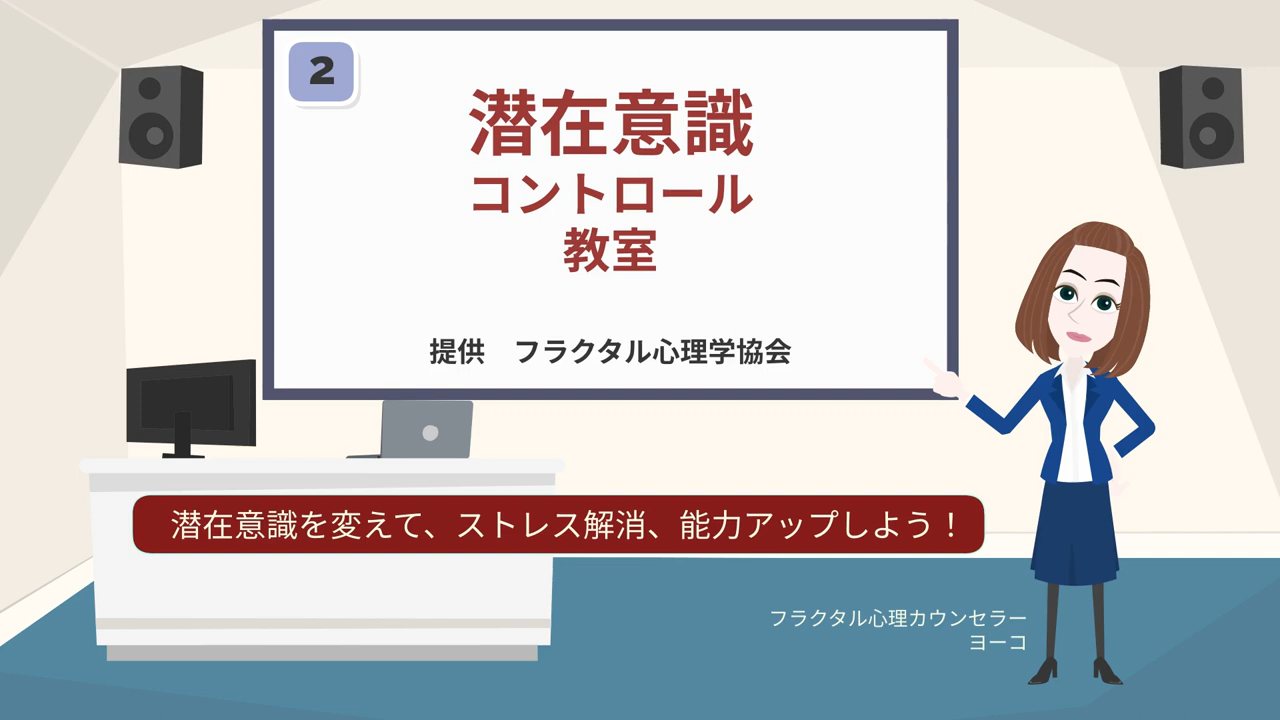 2
潜在意識
コントロール
教室
提供　フラクタル心理学協会
潜在意識を変えて、ストレス解消、能力アップしよう！
フラクタル心理カウンセラー
ヨーコ